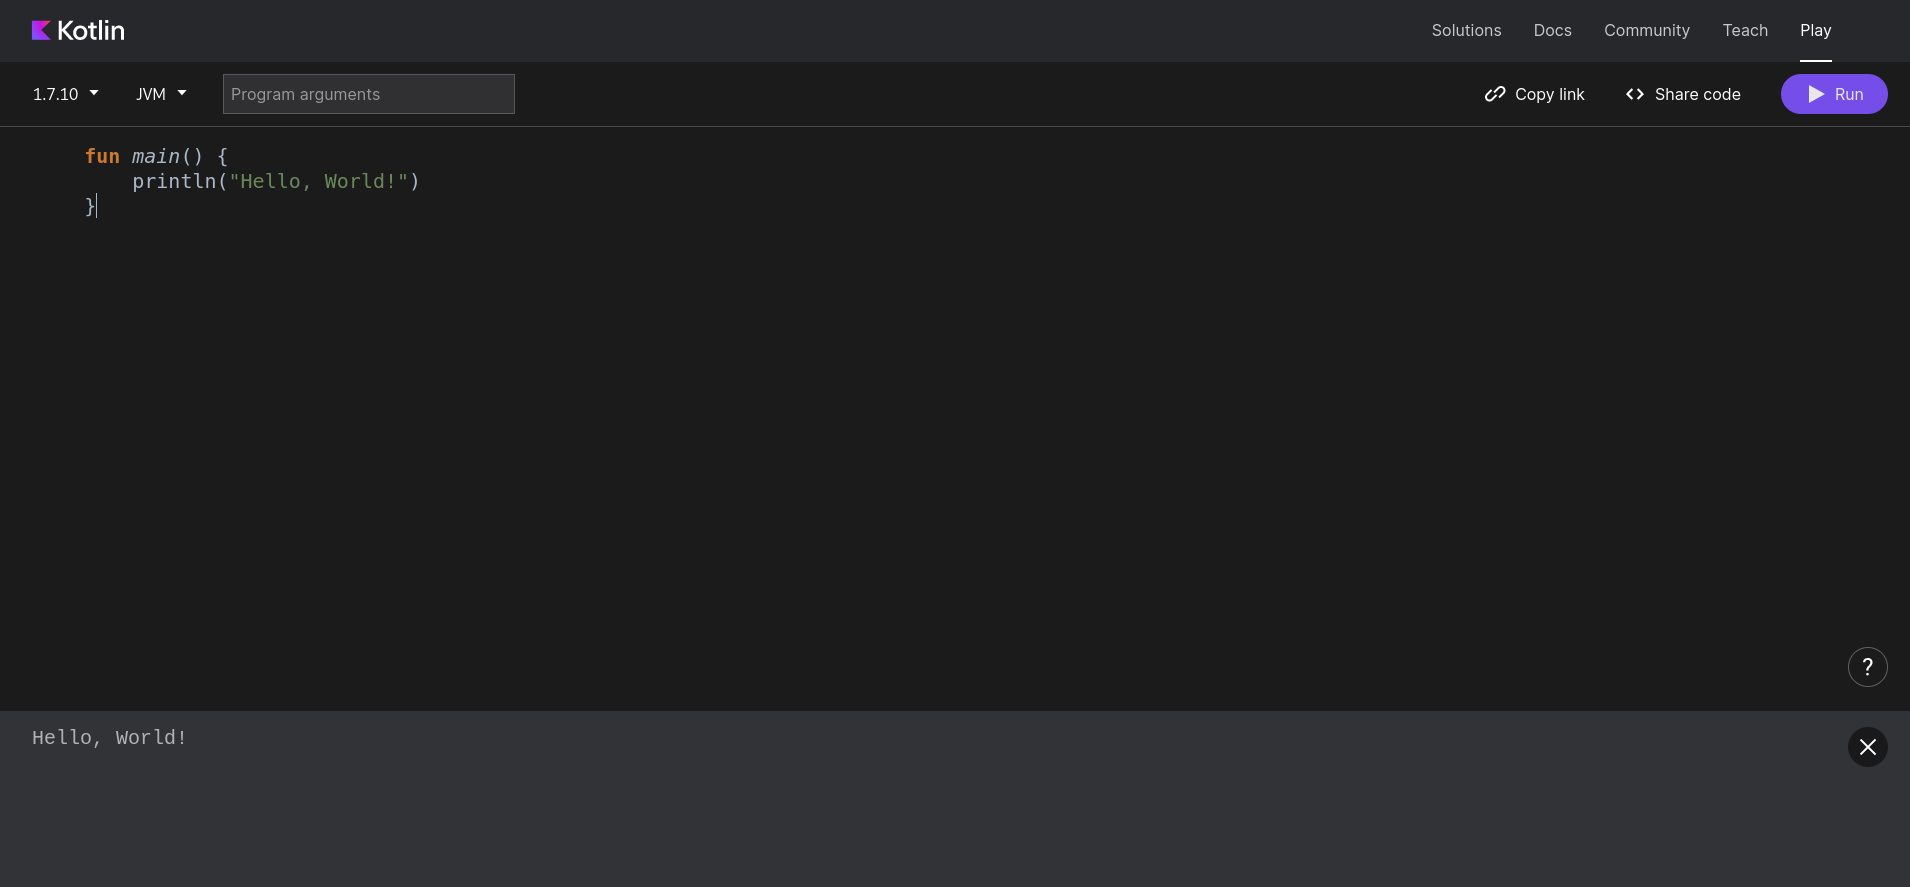 Kotlin
Solutions Docs Community Teach Play
1.7.10 JVM Program arguments Copy link Share code Run
fun main() {
    println("Hello, World!")
}
?
Hello, World!